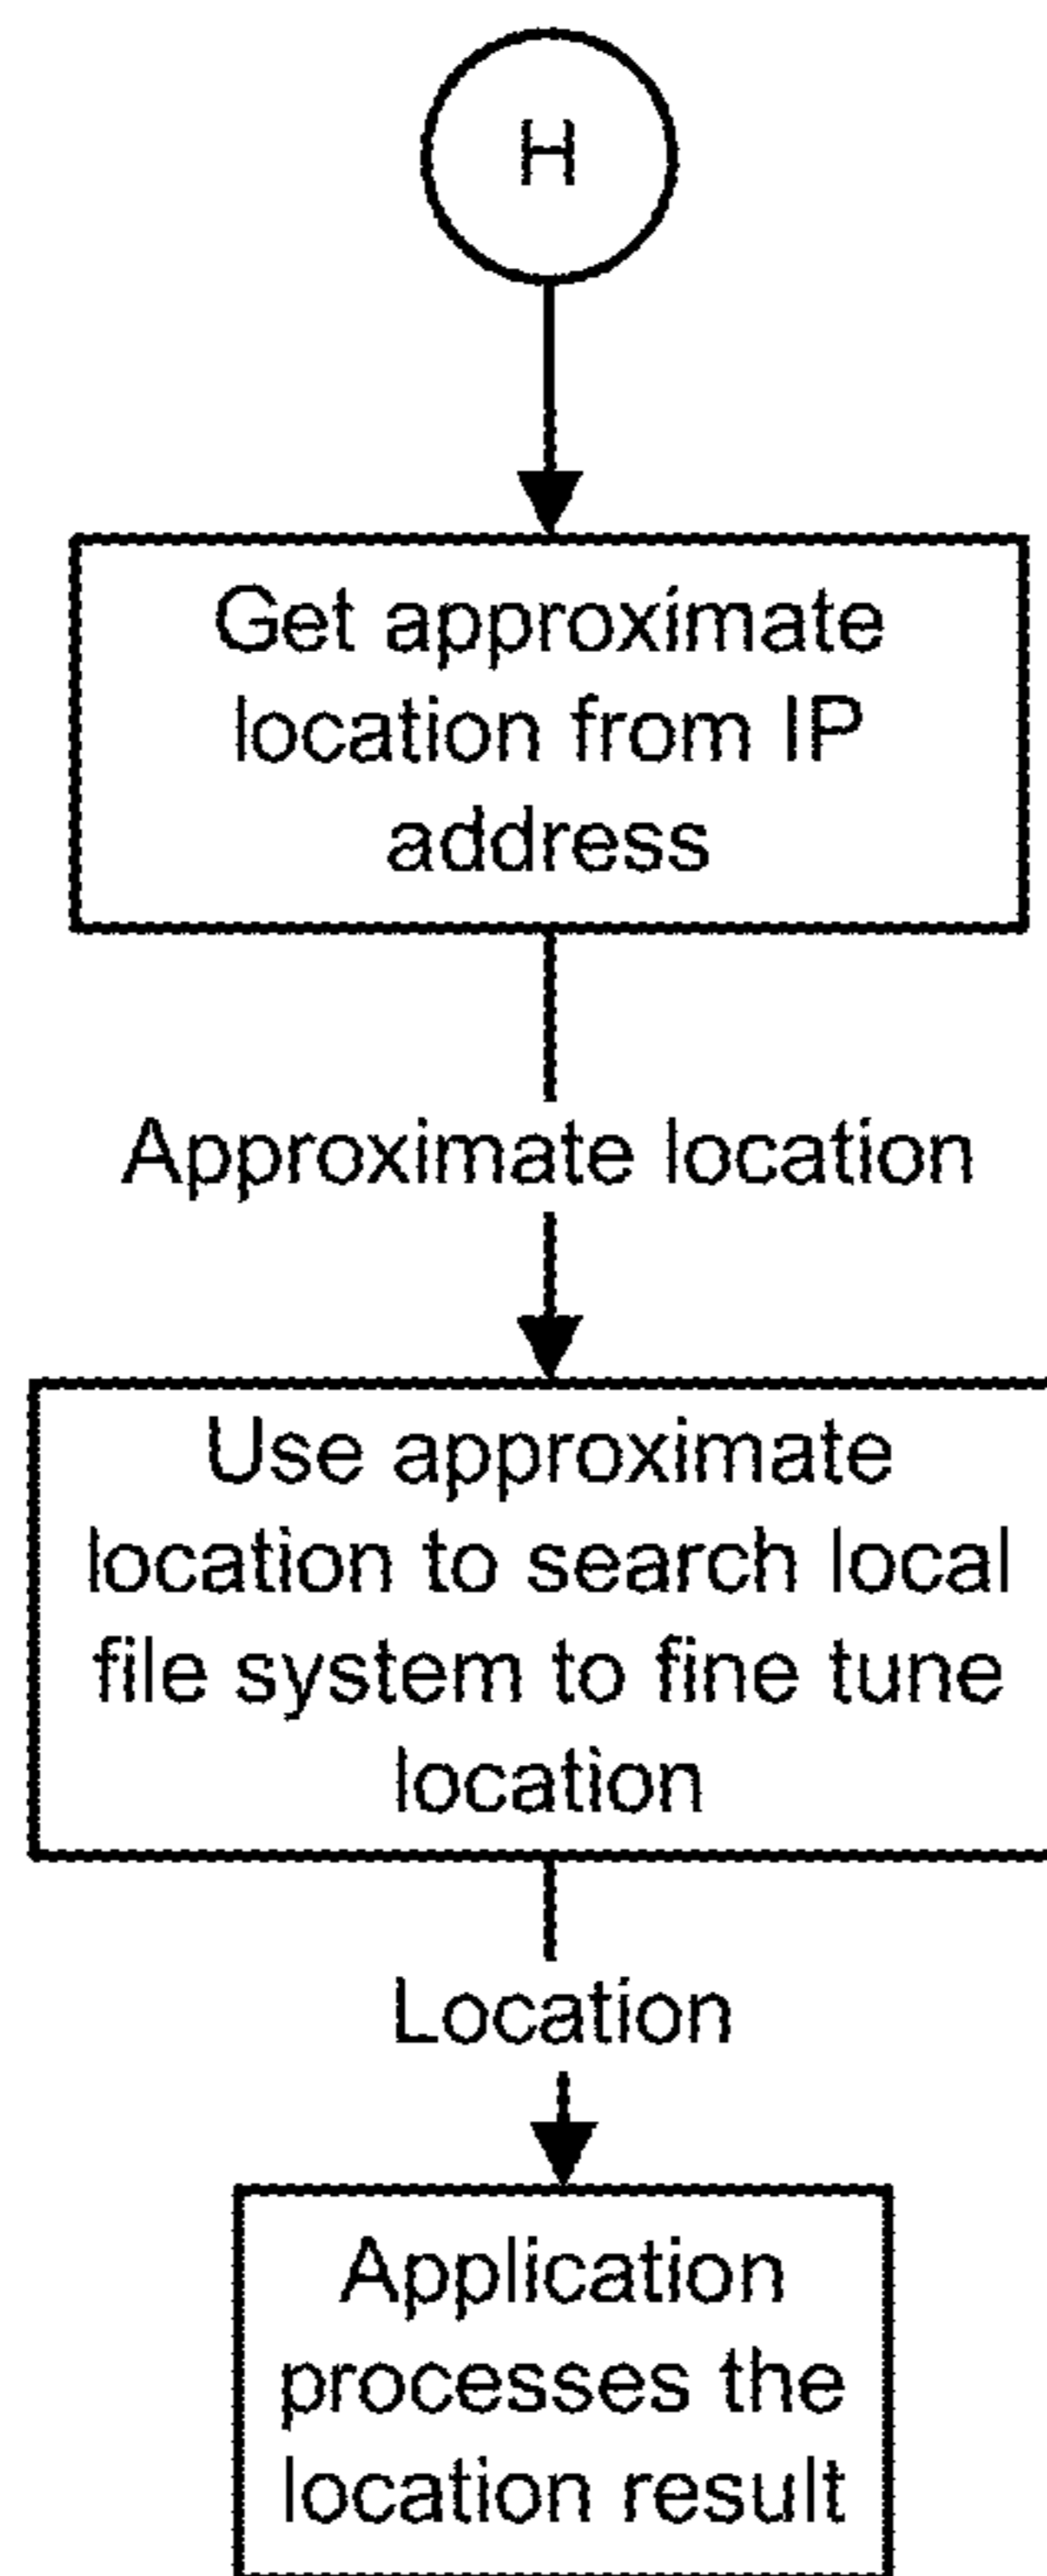 H
Get approximate
location from IP
address
Approximate location
Use approximate
location to search local
file system to fine tune
location
Location
Application
processes the
location result